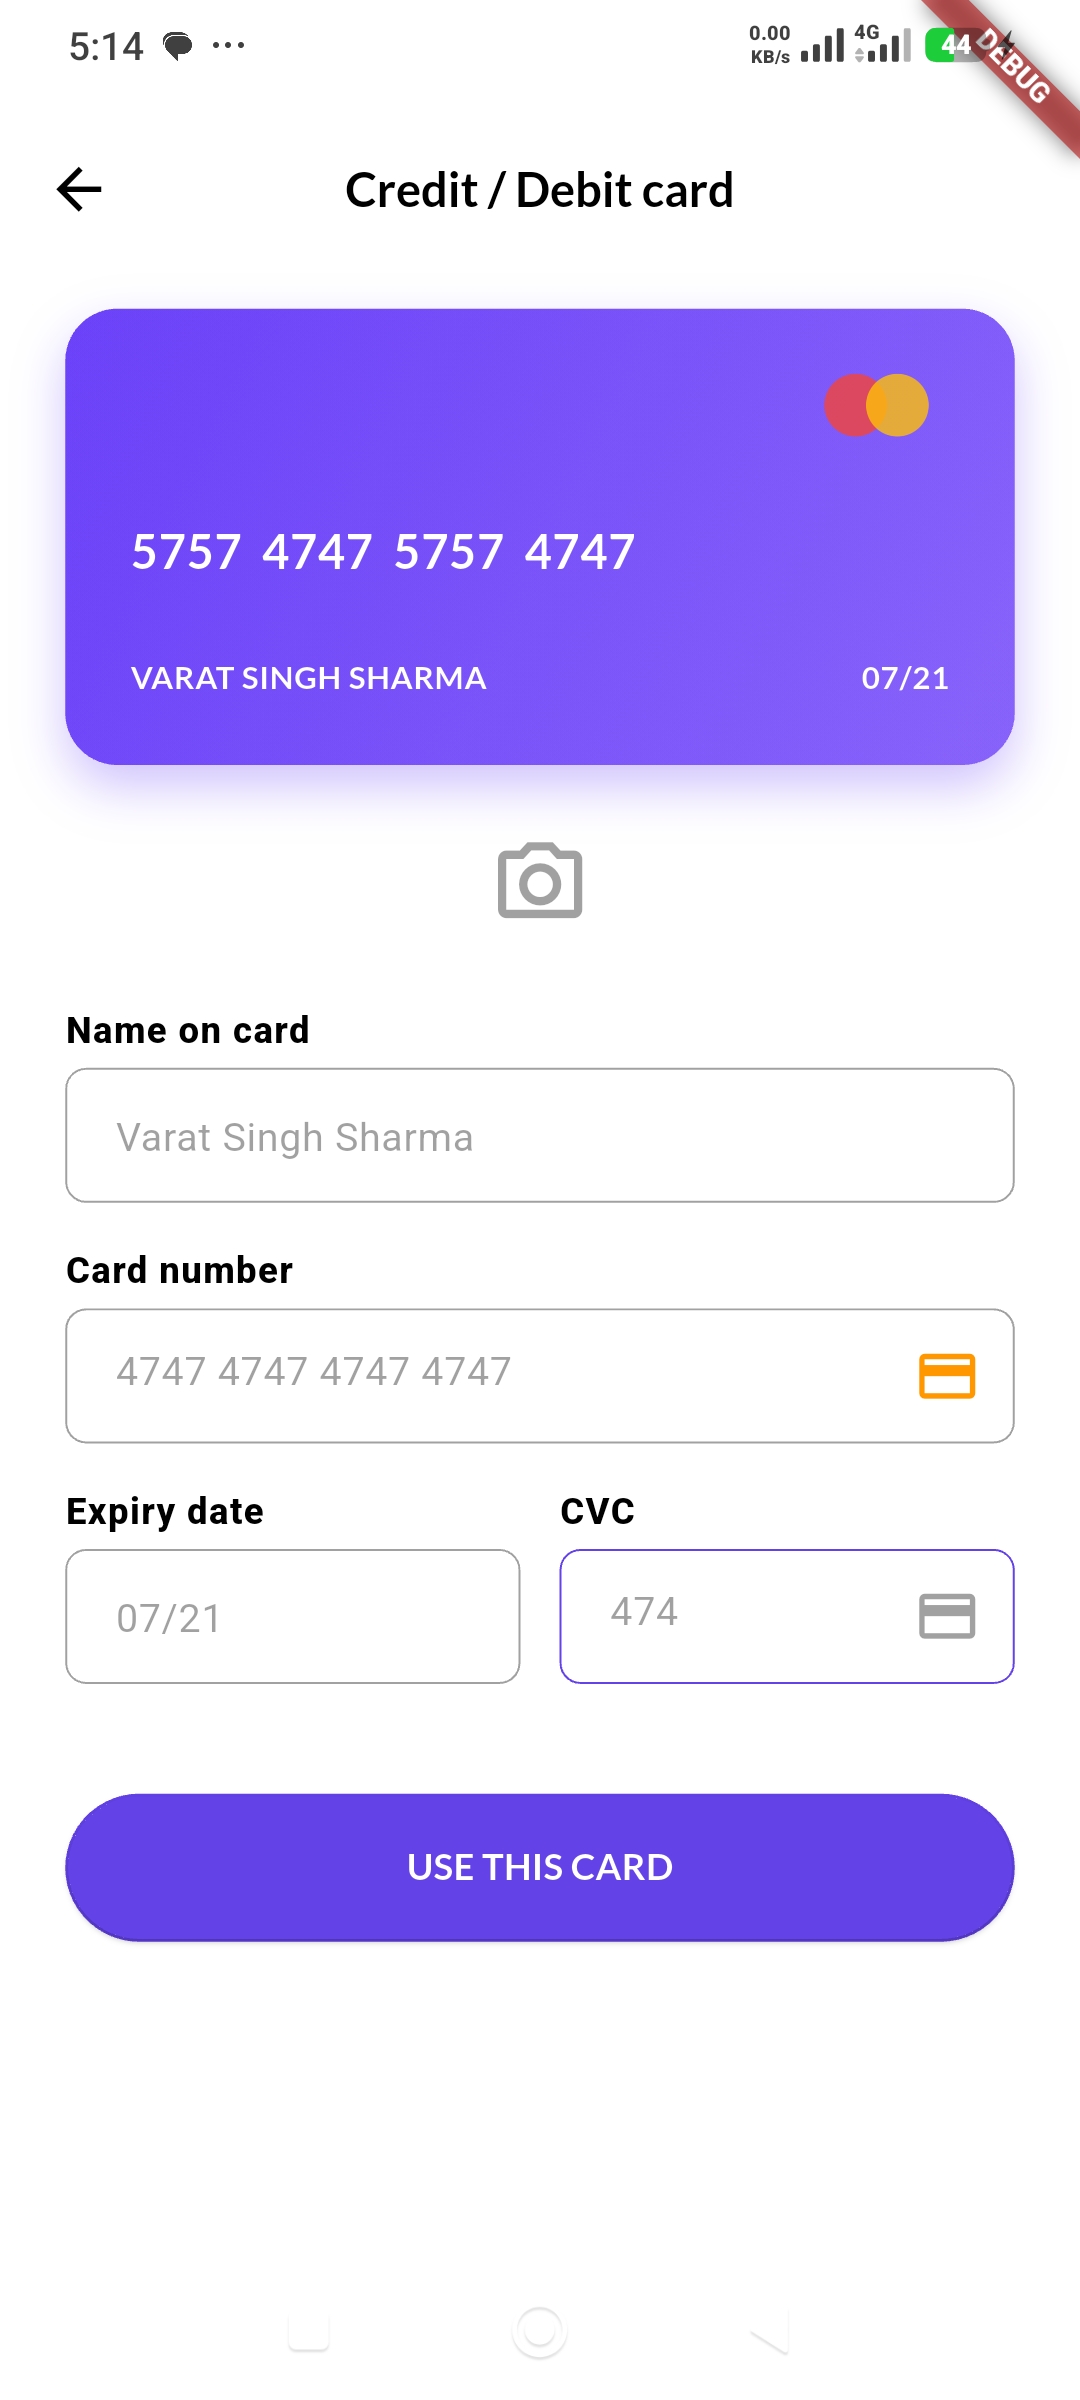 5:14
0.00
KB/s
4G
44
DEBUG
Credit / Debit card
5757 4747 5757 4747
VARAT SINGH SHARMA
07/21
Name on card
Varat Singh Sharma
Card number
4747 4747 4747 4747
Expiry date
CVC
07/21
474
USE THIS CARD